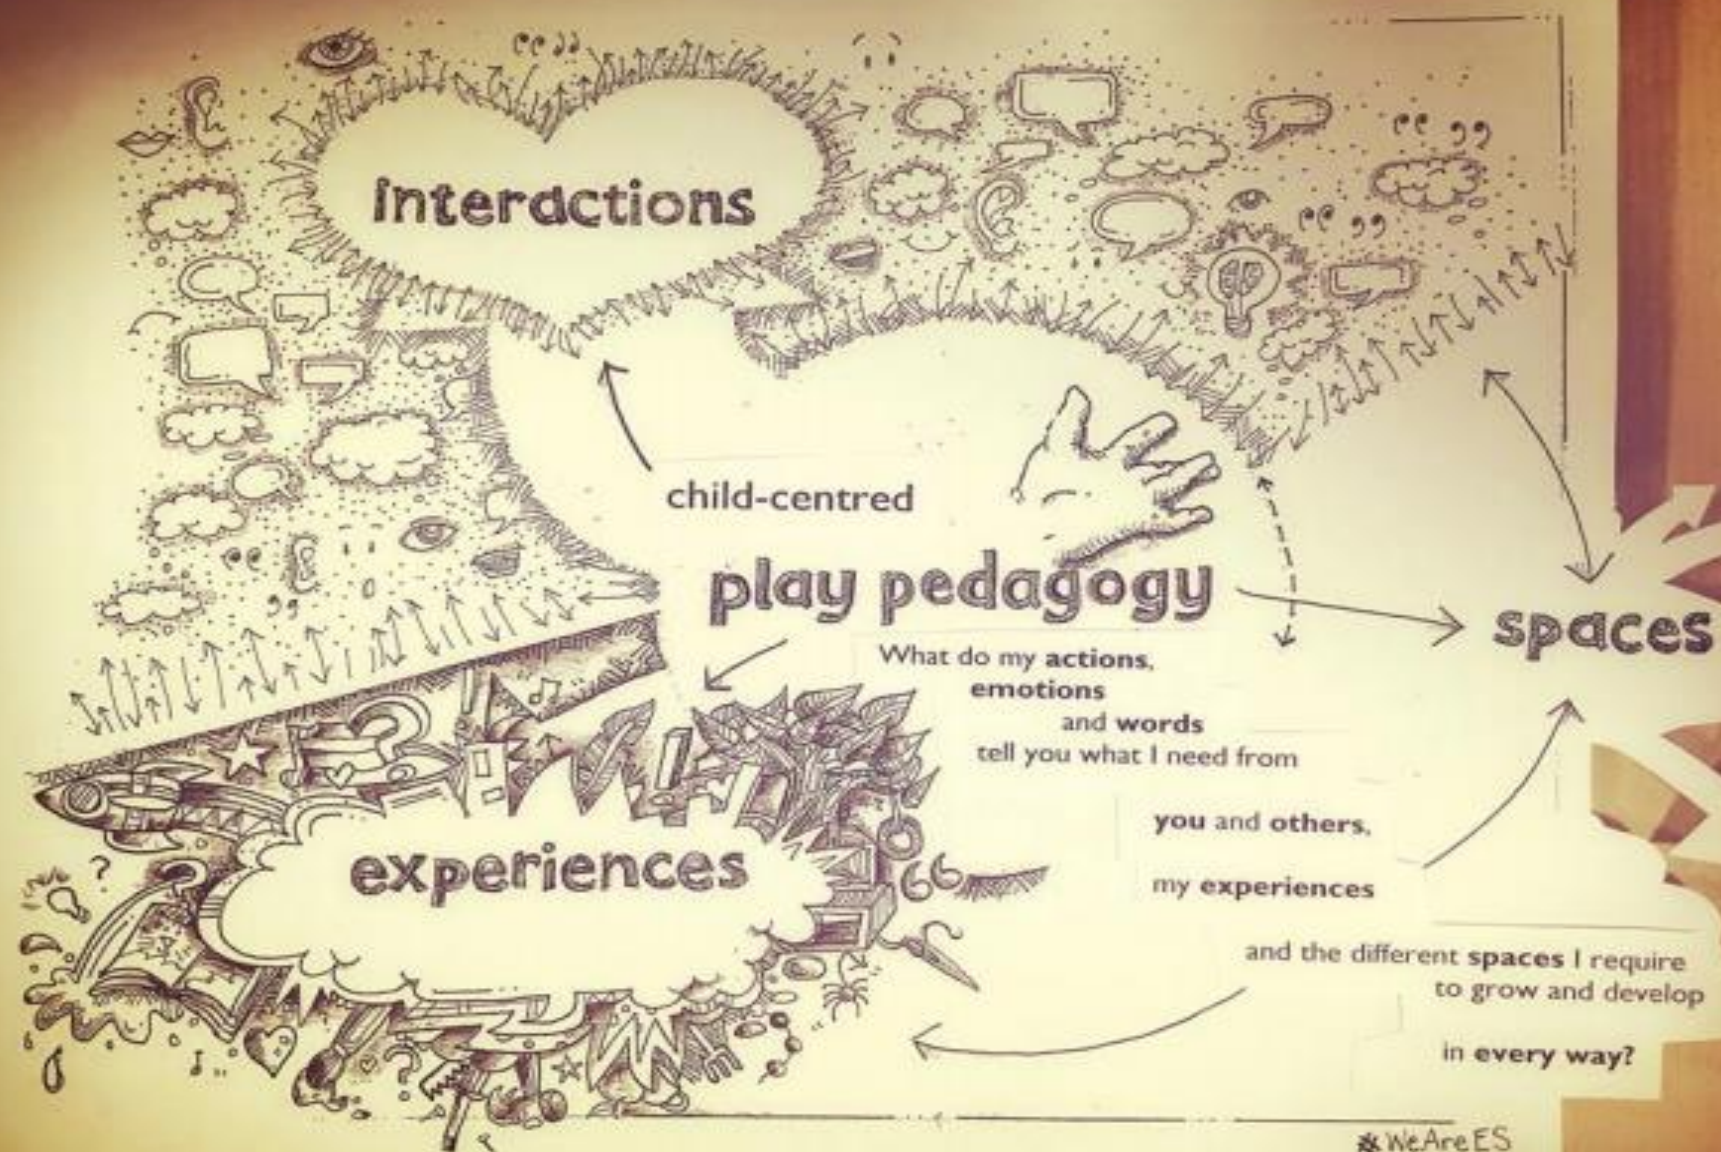 interactions
child-centred
play pedagogy
spaces
What do my actions,
emotions
and words
tell you what I need from
you and others,
my experiences
and the different spaces I require
to grow and develop
in every way?
experiences
#WeAreES